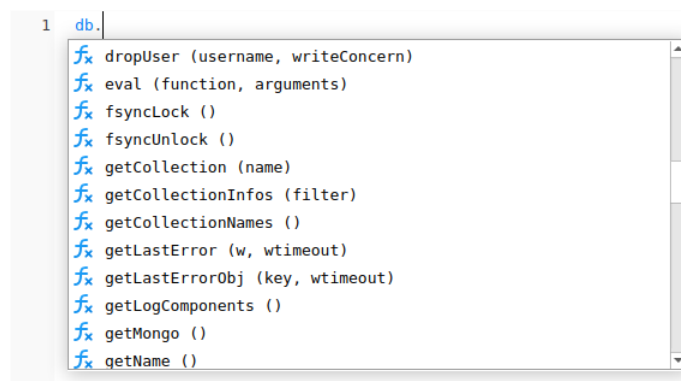 1 db.
dropUser (username, writeConcern)
eval (function, arguments)
fsyncLock ()
fsyncUnlock ()
getCollection (name)
getCollectionInfos (filter)
getCollectionNames ()
getLastError (w, wtimeout)
getLastErrorObj (key, wtimeout)
getLogComponents ()
getMongo ()
getName ()